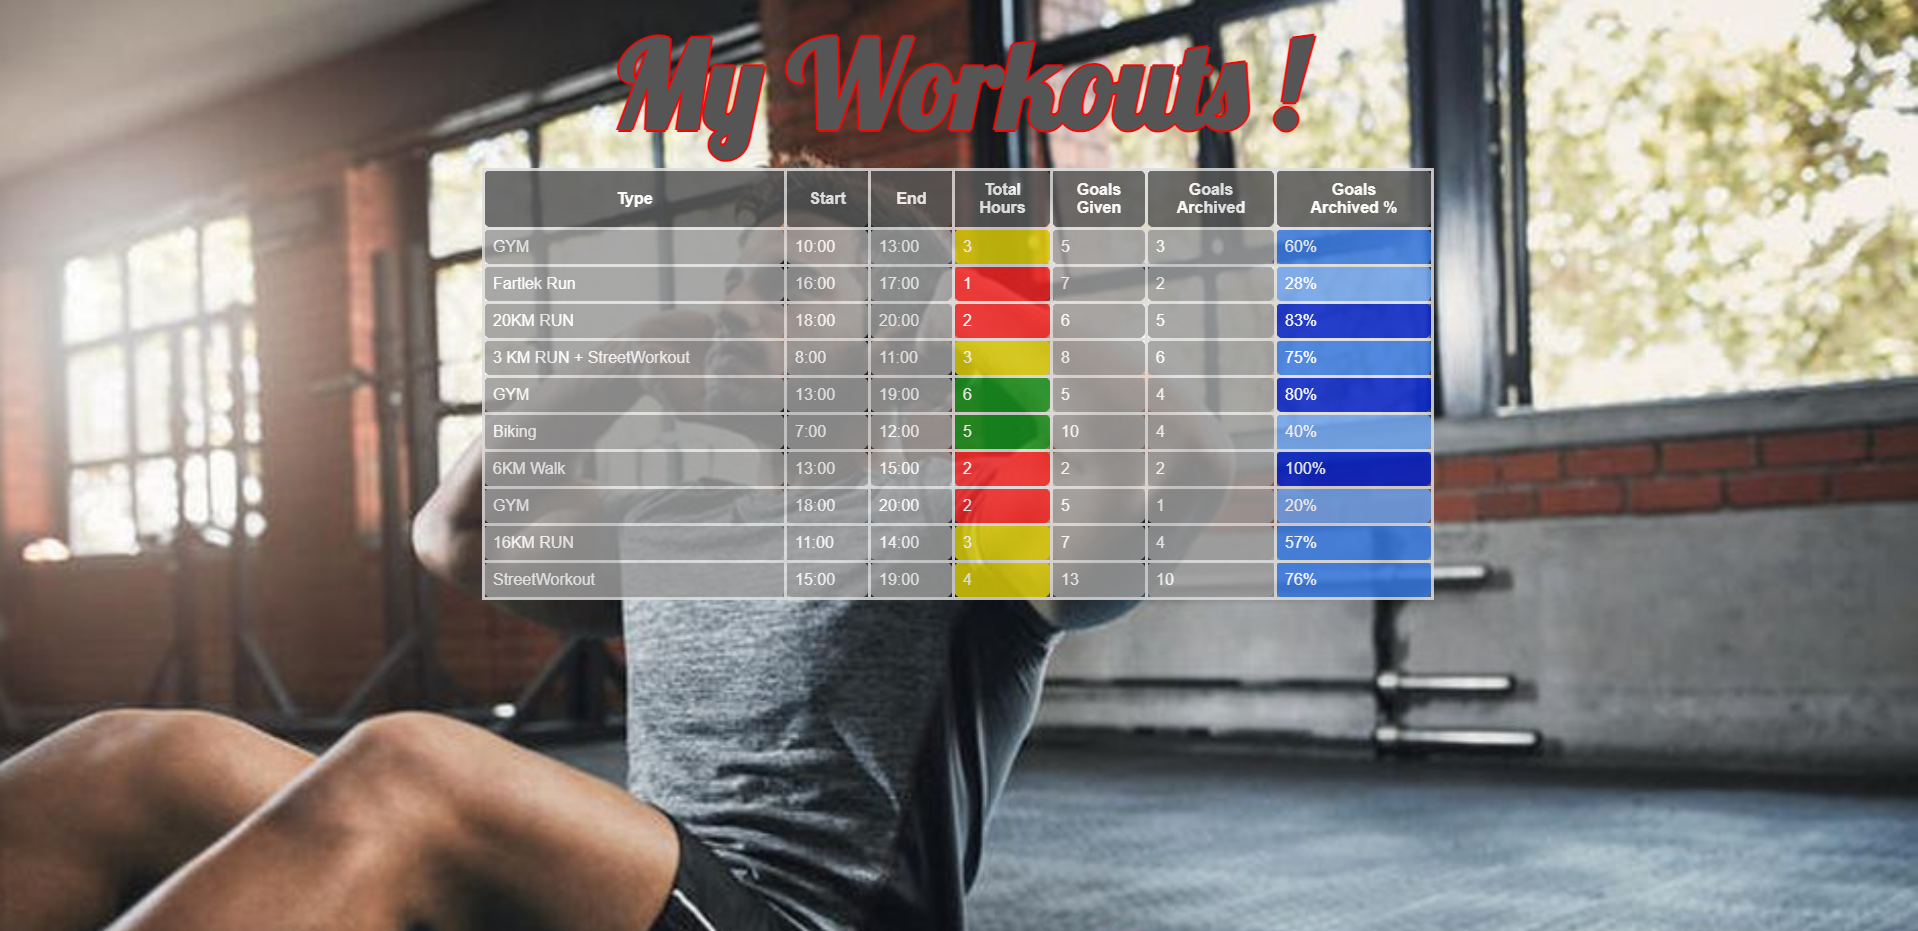 My Workouts !
Type Start End Total Hours Goals Given Goals Archived Goals Archived %
GYM 10:00 13:00 3 5 3 60%
Fartlek Run 16:00 17:00 1 7 2 28%
20KM RUN 18:00 20:00 2 6 5 83%
3 KM RUN + StreetWorkout 8:00 11:00 3 8 6 75%
GYM 13:00 19:00 6 5 4 80%
Biking 7:00 12:00 5 10 4 40%
6KM Walk 13:00 15:00 2 2 2 100%
GYM 18:00 20:00 2 5 1 20%
16KM RUN 11:00 14:00 3 7 4 57%
StreetWorkout 15:00 19:00 4 13 10 76%